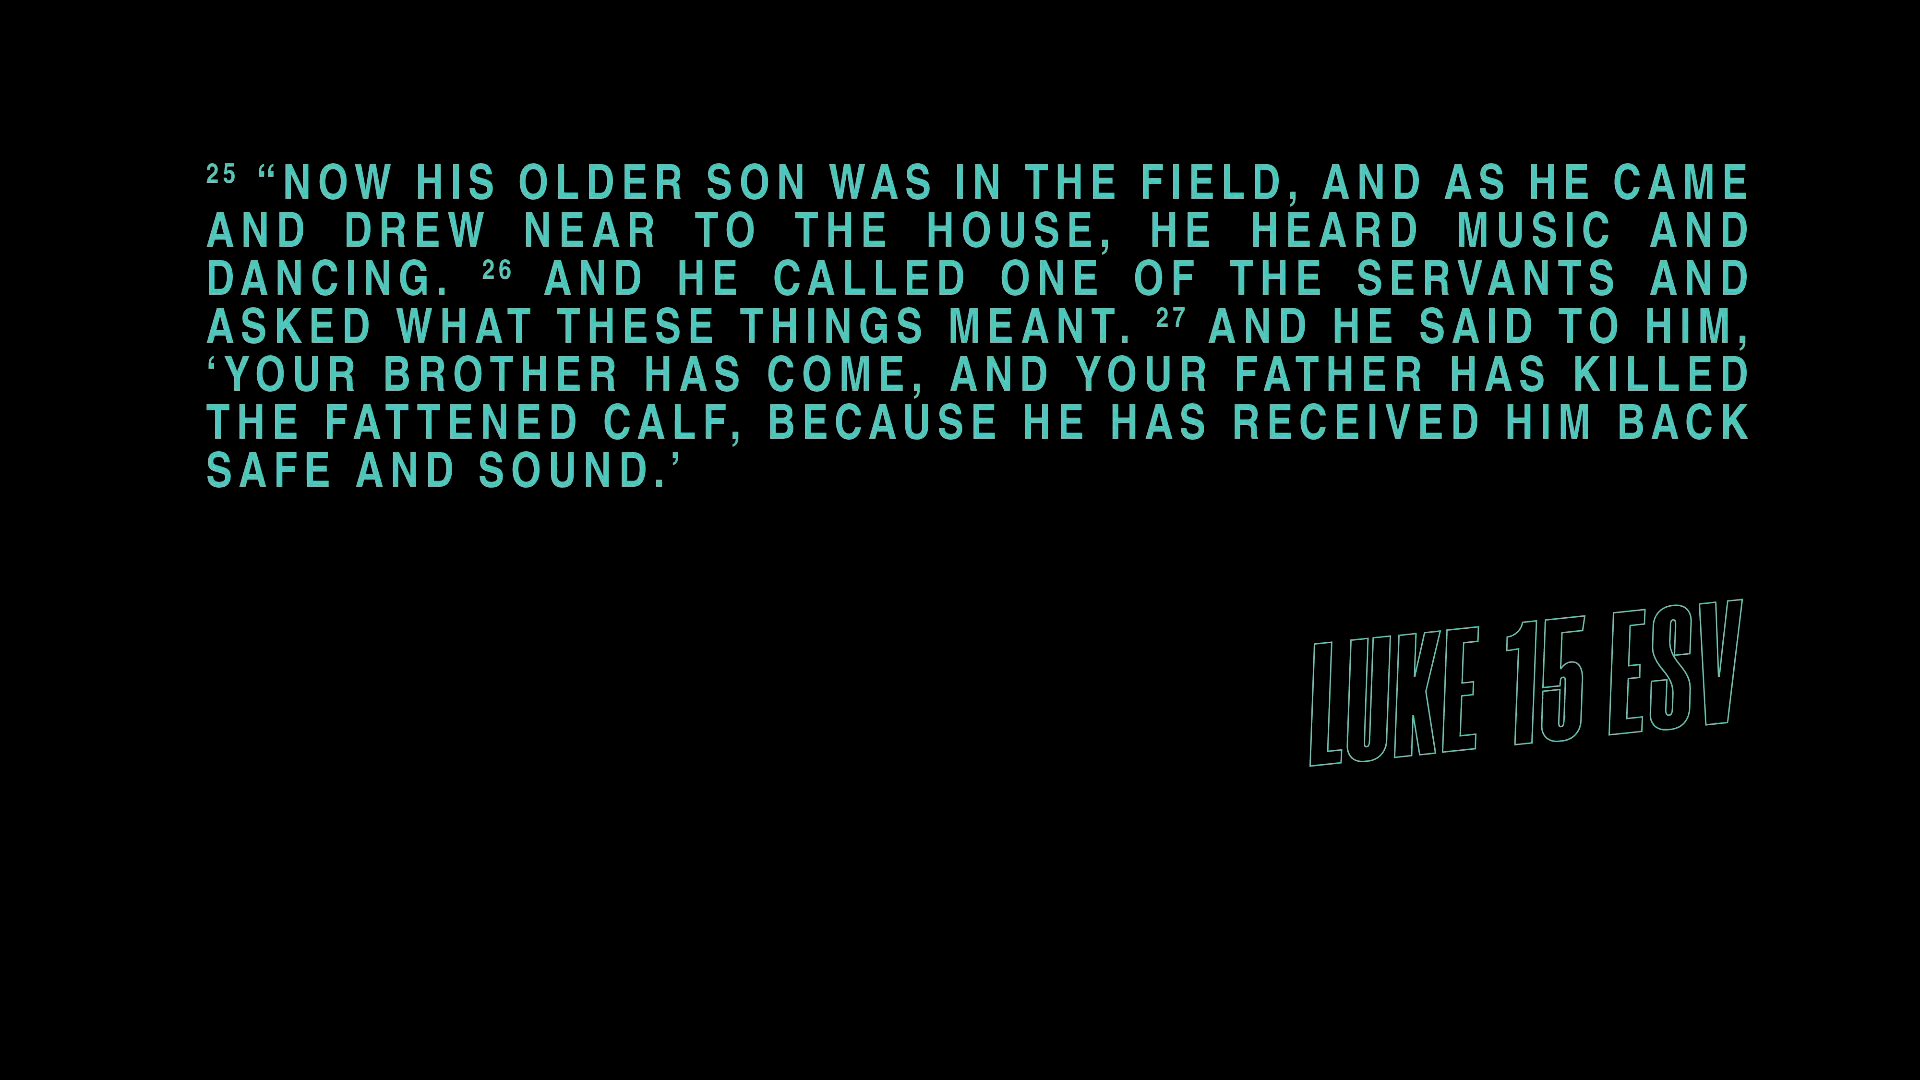 25 “NOW HIS OLDER SON WAS IN THE FIELD, AND AS HE CAME
AND DREW NEAR TO THE HOUSE, HE HEARD MUSIC AND
DANCING. 26 AND HE CALLED ONE OF THE SERVANTS AND
ASKED WHAT THESE THINGS MEANT. 27 AND HE SAID TO HIM,
‘YOUR BROTHER HAS COME, AND YOUR FATHER HAS KILLED
THE FATTENED CALF, BECAUSE HE HAS RECEIVED HIM BACK
SAFE AND SOUND.’
LUKE 15 ESV